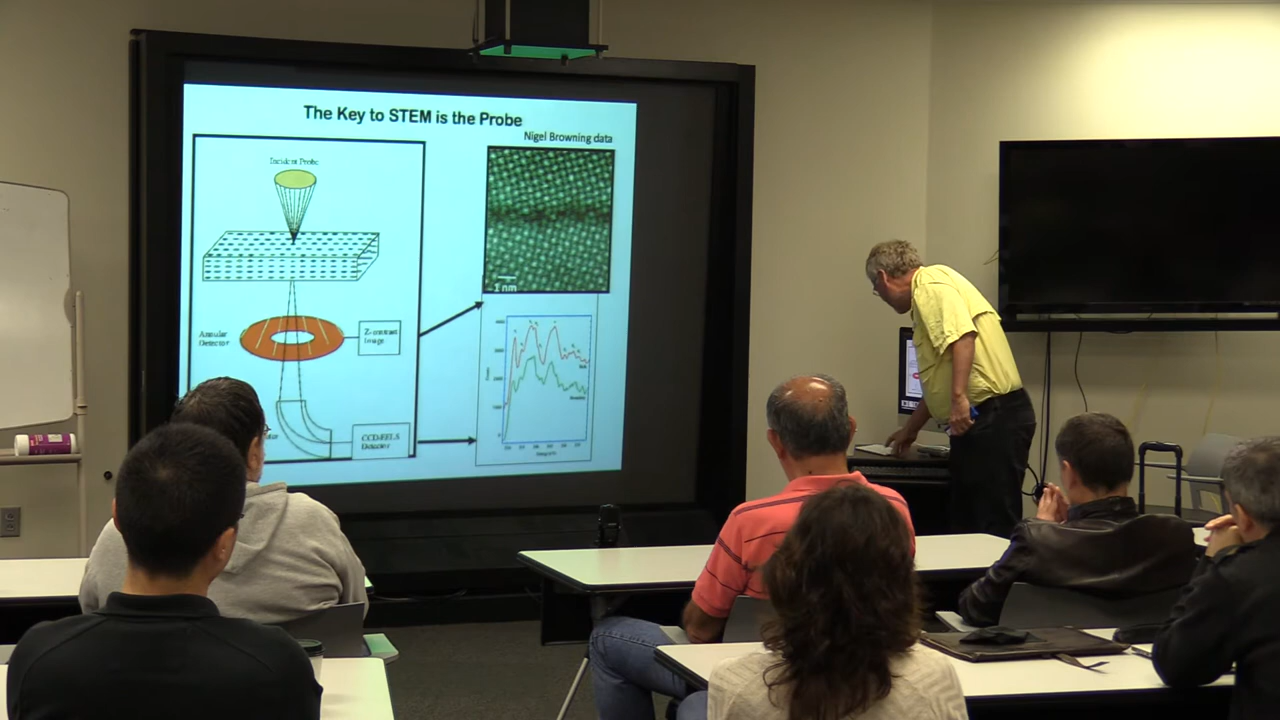 The Key to STEM is the Probe
Nigel Browning data
Incident Probe
1 nm
Annular
Detector
Z-contrast
Image
CCD-EELS
Detector